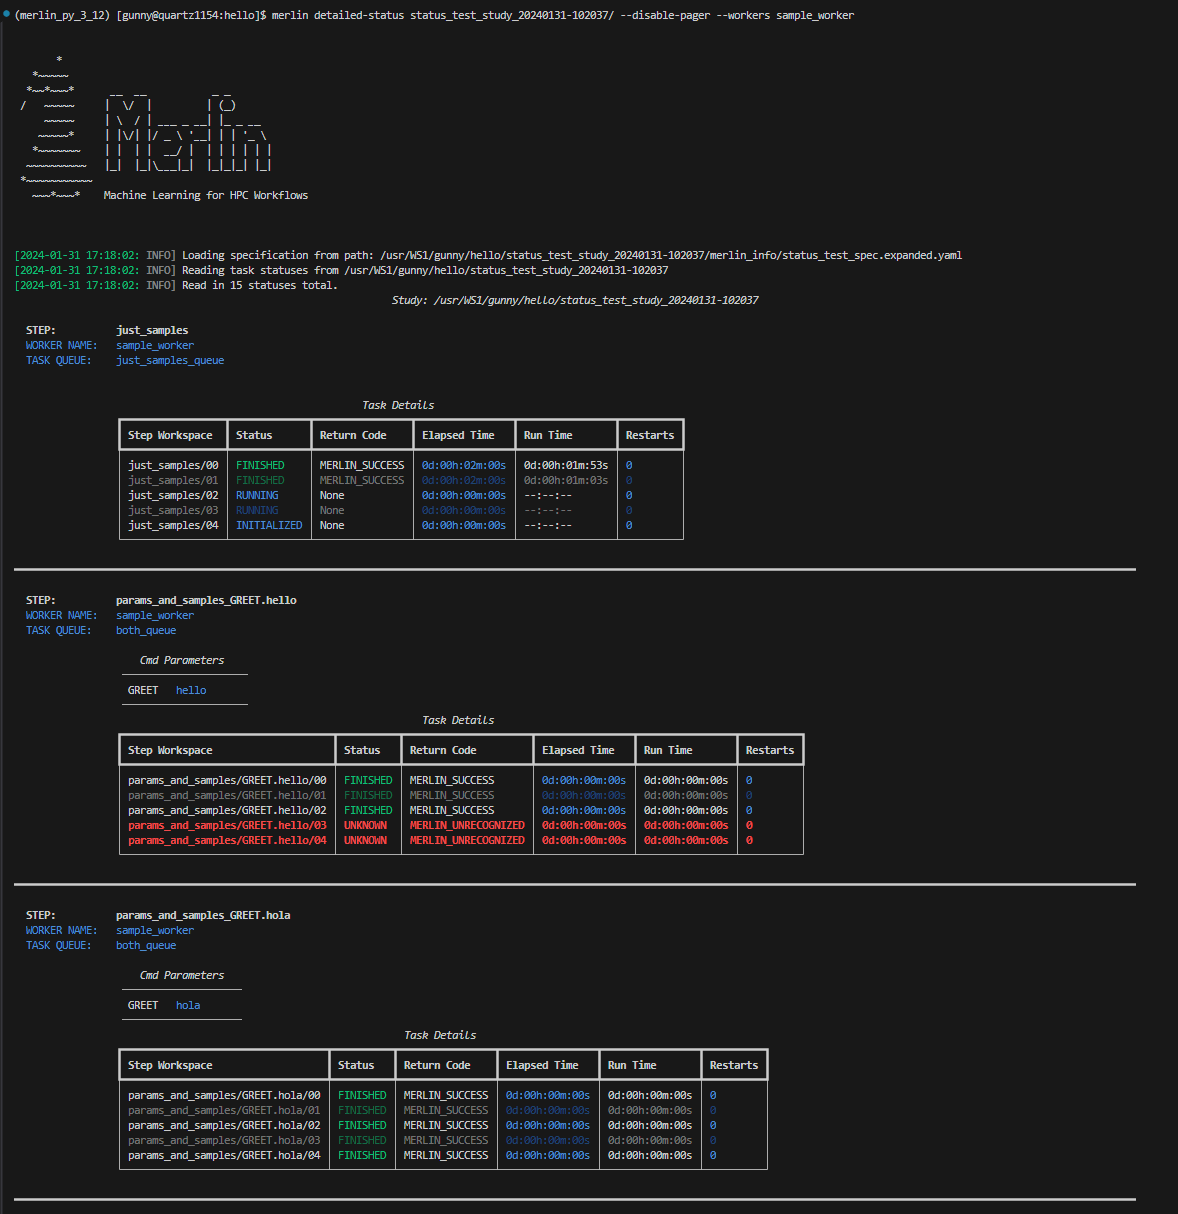 (merlin_py_3_12) [gunny@quartz1154:hello]$ merlin detailed-status status_test_study_20240131-102037/ --disable-pager --workers sample_worker
Merlin
Machine Learning for HPC Workflows
[2024-01-31 17:18:02: INFO] Loading specification from path: /usr/WS1/gunny/hello/status_test_study_20240131-102037/merlin_info/status_test_spec.expanded.yaml
[2024-01-31 17:18:02: INFO] Reading task statuses from /usr/WS1/gunny/hello/status_test_study_20240131-102037
[2024-01-31 17:18:02: INFO] Read in 15 statuses total.
Study: /usr/WS1/gunny/hello/status_test_study_20240131-102037
STEP: just_samples
WORKER NAME: sample_worker
TASK QUEUE: just_samples_queue
Task Details
Step Workspace Status Return Code Elapsed Time Run Time Restarts
just_samples/00 FINISHED MERLIN_SUCCESS 0d:00h:02m:00s 0d:00h:01m:53s 0
just_samples/01 FINISHED MERLIN_SUCCESS 0d:00h:02m:00s 0d:00h:01m:03s 0
just_samples/02 RUNNING None 0d:00h:00m:00s --:--:-- 0
just_samples/03 RUNNING None 0d:00h:00m:00s --:--:-- 0
just_samples/04 INITIALIZED None 0d:00h:00m:00s --:--:-- 0
STEP: params_and_samples_GREET.hello
WORKER NAME: sample_worker
TASK QUEUE: both_queue
Cmd Parameters
GREET hello
Task Details
Step Workspace Status Return Code Elapsed Time Run Time Restarts
params_and_samples/GREET.hello/00 FINISHED MERLIN_SUCCESS 0d:00h:00m:00s 0d:00h:00m:00s 0
params_and_samples/GREET.hello/01 FINISHED MERLIN_SUCCESS 0d:00h:00m:00s 0d:00h:00m:00s 0
params_and_samples/GREET.hello/02 FINISHED MERLIN_SUCCESS 0d:00h:00m:00s 0d:00h:00m:00s 0
params_and_samples/GREET.hello/03 UNKNOWN MERLIN_UNRECOGNIZED 0d:00h:00m:00s 0d:00h:00m:00s 0
params_and_samples/GREET.hello/04 UNKNOWN MERLIN_UNRECOGNIZED 0d:00h:00m:00s 0d:00h:00m:00s 0
STEP: params_and_samples_GREET.hola
WORKER NAME: sample_worker
TASK QUEUE: both_queue
Cmd Parameters
GREET hola
Task Details
Step Workspace Status Return Code Elapsed Time Run Time Restarts
params_and_samples/GREET.hola/00 FINISHED MERLIN_SUCCESS 0d:00h:00m:00s 0d:00h:00m:00s 0
params_and_samples/GREET.hola/01 FINISHED MERLIN_SUCCESS 0d:00h:00m:00s 0d:00h:00m:00s 0
params_and_samples/GREET.hola/02 FINISHED MERLIN_SUCCESS 0d:00h:00m:00s 0d:00h:00m:00s 0
params_and_samples/GREET.hola/03 FINISHED MERLIN_SUCCESS 0d:00h:00m:00s 0d:00h:00m:00s 0
params_and_samples/GREET.hola/04 FINISHED MERLIN_SUCCESS 0d:00h:00m:00s 0d:00h:00m:00s 0